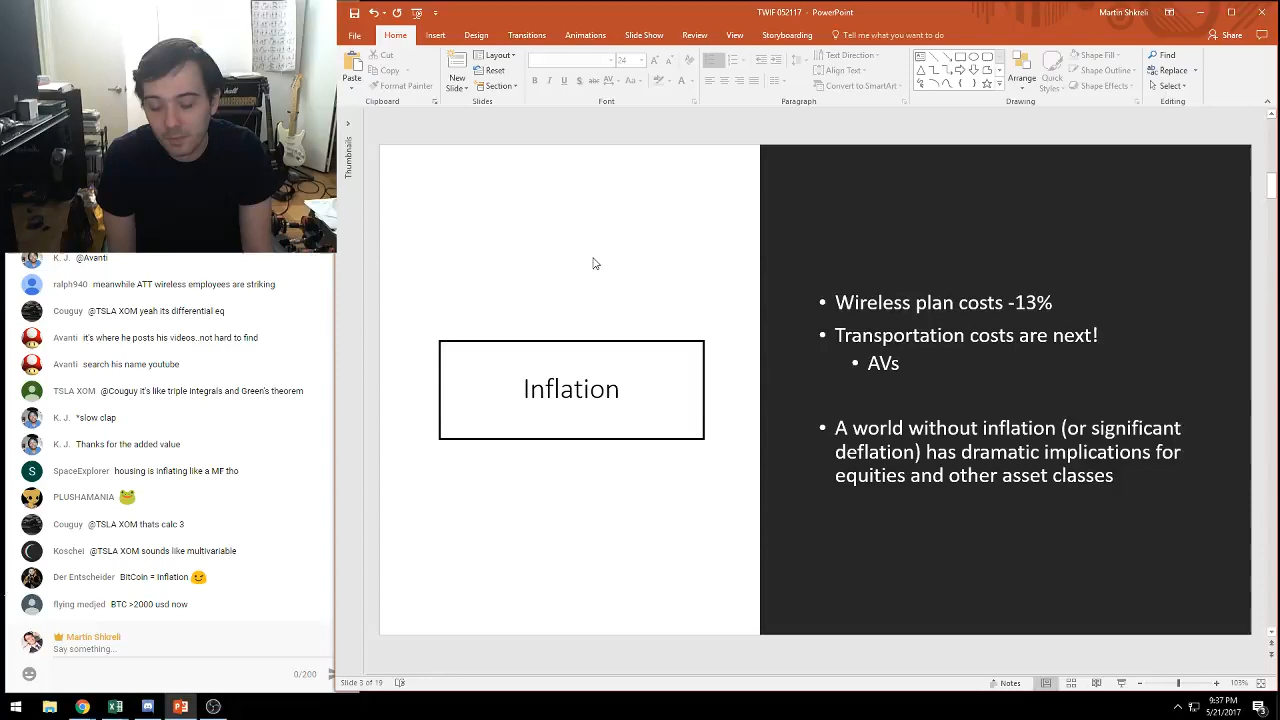 TWIF 052117 - PowerPoint
Martin Shkreli
File
Home
Insert
Design
Transitions
Animations
Slide Show
Review
View
Storyboarding
Tell me what you want to do
Share
Paste
Cut
Copy
Format Painter
Clipboard
New
Slide
Layout
Reset
Section
Slides
24
B I U S abc AV Aa A
Font
Text Direction
Align Text
Convert to SmartArt
Paragraph
Arrange
Quick
Styles
Shape Fill
Shape Outline
Shape Effects
Drawing
Find
Replace
Select
Editing
Thumbnails
Inflation
• Wireless plan costs -13%
• Transportation costs are next!
• AVs
• A world without inflation (or significant
deflation) has dramatic implications for
equities and other asset classes
K. J. @Avanti
ralph940 meanwhile ATT wireless employees are striking
Couguy @TSLA XOM yeah its differential eq
Avanti it's where he posts his videos..not hard to find
Avanti search his name youtube
TSLA XOM @Couguy it's like triple integrals and Green's theorem
K. J. *slow clap
K. J. Thanks for the added value
S SpaceExplorer housing is inflating like a MF tho
PLUSHAMANIA
Couguy @TSLA XOM thats calc 3
Koschei @TSLA XOM sounds like multivariable
Der Entscheider BitCoin = Inflation
flying medjed BTC >2000 usd now
Martin Shkreli
Say something...
0/200
Slide 3 of 19
Notes
103%
9:37 PM
5/21/2017